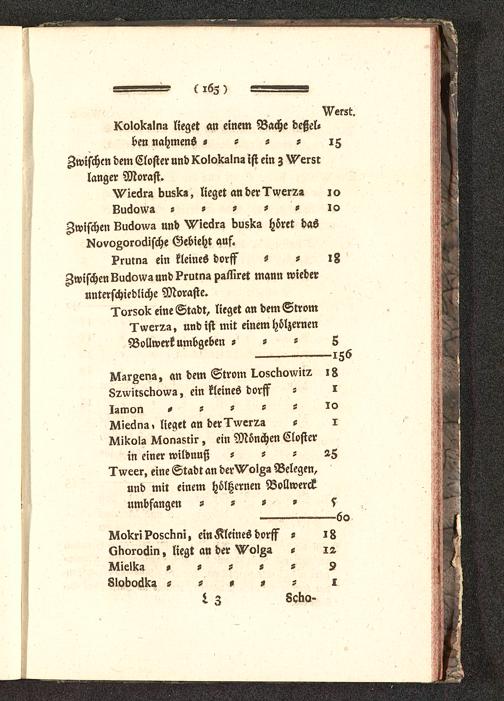 ( 165 )
Werst.
Kolokalna lieget an einem Bache deßel⸗
ben nahmens ⸗ ⸗ ⸗ ⸗ 15
Zwischen dem Closter und Kolokalna ist ein 3 Werst
langer Morast.
Wiedra buska, lieget an der Twerza 10
Budowa ⸗ ⸗ ⸗ ⸗ ⸗ 10
Zwischen Budowa und Wiedra buska höret das
Novogorodische Gebieht auf.
Prutna ein kleines dorff ⸗ ⸗ 18
Zwischen Budowa und Prutna passiret mann wieder
unterschiedliche Moraste.
Torsok eine Stadt, lieget an dem Strom
Twerza, und ist mit einem hölzernen
Bollwerk umbgeben ⸗ ⸗ ⸗ 5
156
Margena, an dem Strom Loschowitz 18
Szwitschowa, ein kleines dorff ⸗ 1
Iamon ⸗ ⸗ ⸗ ⸗ ⸗ 10
Miedna, lieget an der Twerza ⸗ 1
Mikola Monastir, ein Mönchen Closter
in einer wildnuß ⸗ ⸗ ⸗ 25
Tweer, eine Stadt an der Wolga Belegen,
und mit einem höltzernen Bollwerck
umbfangen ⸗ ⸗ ⸗ ⸗ 5
60
Mokri Poschni, ein Kleines dorff ⸗ 18
Ghorodin, liegt an der Wolga ⸗ 12
Mielka ⸗ ⸗ ⸗ ⸗ ⸗ 9
Slobodka ⸗ ⸗ ⸗ ⸗ ⸗ 1
L 3 Scho-